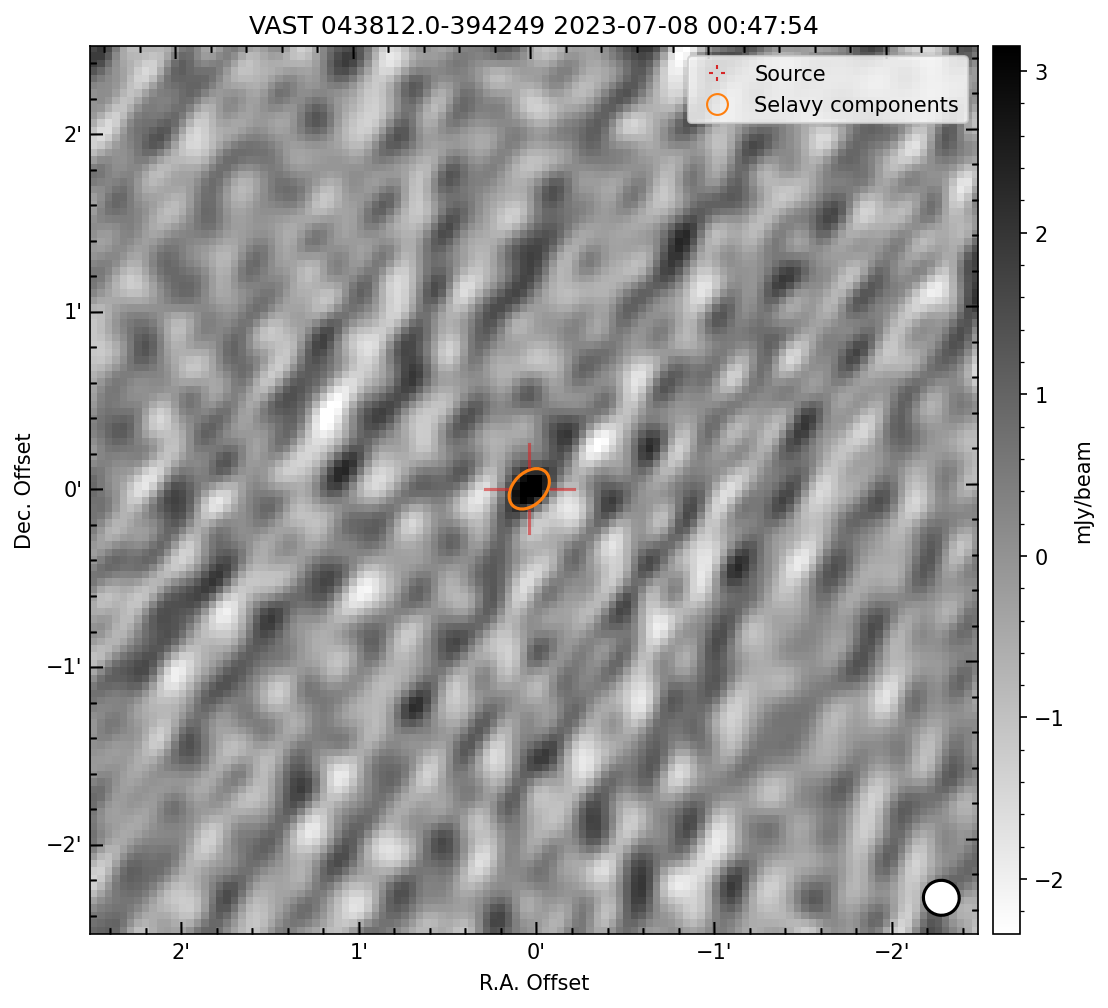 VAST 043812.0-394249 2023-07-08 00:47:54
Source
Selavy components
2'
1'
0'
−1'
−2'
Dec. Offset
2'
1'
0'
−1'
−2'
R.A. Offset
3
2
1
0
−1
−2
mJy/beam